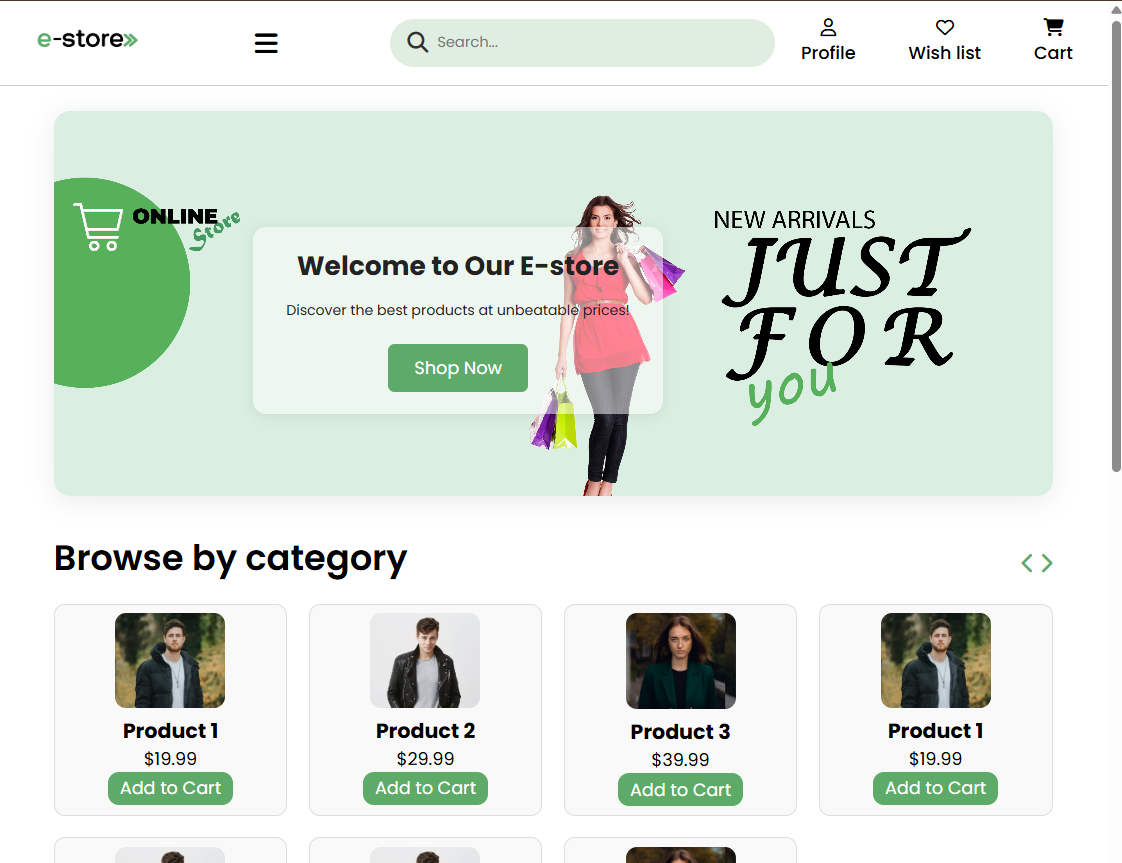 e-store»
Search...
Profile
Wish list
Cart
ONLINE
Store
Welcome to Our E-store
Discover the best products at unbeatable prices!
Shop Now
NEW ARRIVALS
JUST
FOR
you
Browse by category
Product 1
$19.99
Add to Cart
Product 2
$29.99
Add to Cart
Product 3
$39.99
Add to Cart
Product 1
$19.99
Add to Cart